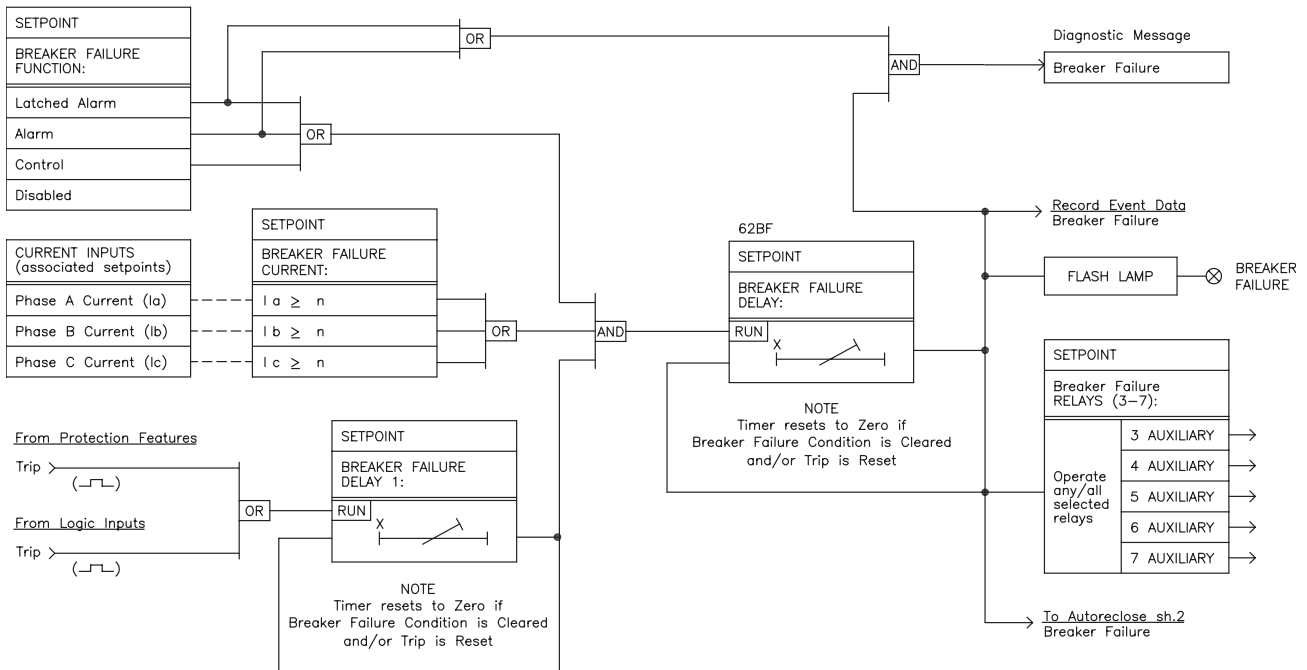 SETPOINT
BREAKER FAILURE
FUNCTION:
Latched Alarm
Alarm
Control
Disabled
OR
OR
AND
Diagnostic Message
Breaker Failure
CURRENT INPUTS
(associated setpoints)
Phase A Current (Ia)
Phase B Current (Ib)
Phase C Current (Ic)
SETPOINT
BREAKER FAILURE
CURRENT:
I a ≥ n
I b ≥ n
I c ≥ n
OR
AND
62BF
SETPOINT
BREAKER FAILURE
DELAY:
RUN
X
NOTE
Timer resets to Zero if
Breaker Failure Condition is Cleared
and/or Trip is Reset
Record Event Data
Breaker Failure
FLASH LAMP
BREAKER
FAILURE
SETPOINT
Breaker Failure
RELAYS (3-7):
Operate
any/all
selected
relays
3 AUXILIARY
4 AUXILIARY
5 AUXILIARY
6 AUXILIARY
7 AUXILIARY
To Autoreclose sh.2
Breaker Failure
From Protection Features
Trip
From Logic Inputs
Trip
OR
SETPOINT
BREAKER FAILURE
DELAY 1:
RUN
X
NOTE
Timer resets to Zero if
Breaker Failure Condition is Cleared
and/or Trip is Reset